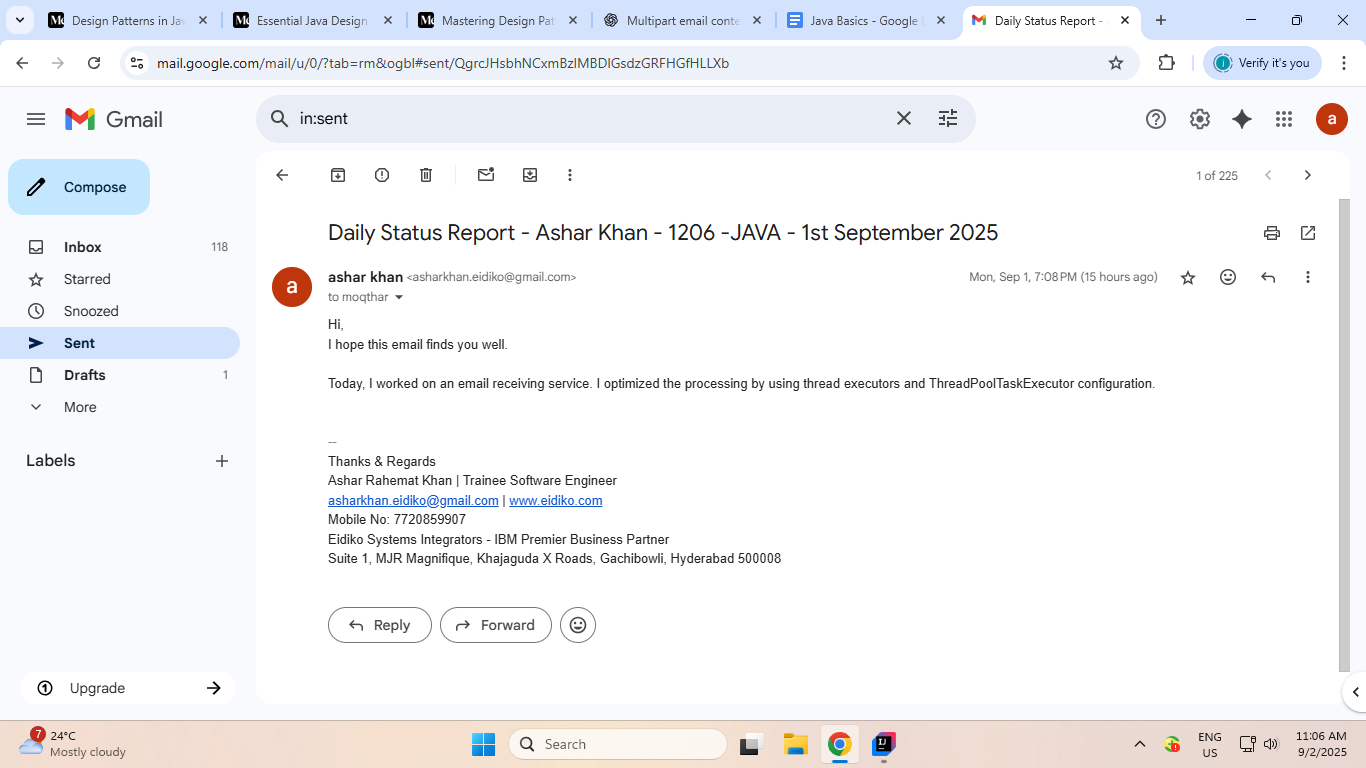 Design Patterns in Jav
Essential Java Design
Mastering Design Pat
Multipart email conte
Java Basics - Google
Daily Status Report -
mail.google.com/mail/u/0/?tab=rm&ogbl#sent/QgrcJHsbhNCxmBzlMBDlGsdzGRFHGfHLLXb
Verify it's you
Gmail
in:sent
a
Compose
1 of 225
Inbox 118
Starred
Snoozed
Sent
Drafts 1
More
Labels
Upgrade
Daily Status Report - Ashar Khan - 1206 -JAVA - 1st September 2025
a
ashar khan <asharkhan.eidiko@gmail.com>
Mon, Sep 1, 7:08 PM (15 hours ago)
to moqthar
Hi,
I hope this email finds you well.
Today, I worked on an email receiving service. I optimized the processing by using thread executors and ThreadPoolTaskExecutor configuration.
--
Thanks & Regards
Ashar Rahemat Khan | Trainee Software Engineer
asharkhan.eidiko@gmail.com | www.eidiko.com
Mobile No: 7720859907
Eidiko Systems Integrators - IBM Premier Business Partner
Suite 1, MJR Magnifique, Khajaguda X Roads, Gachibowli, Hyderabad 500008
Reply
Forward
7
24°C
Mostly cloudy
Search
ENG
US
11:06 AM
9/2/2025